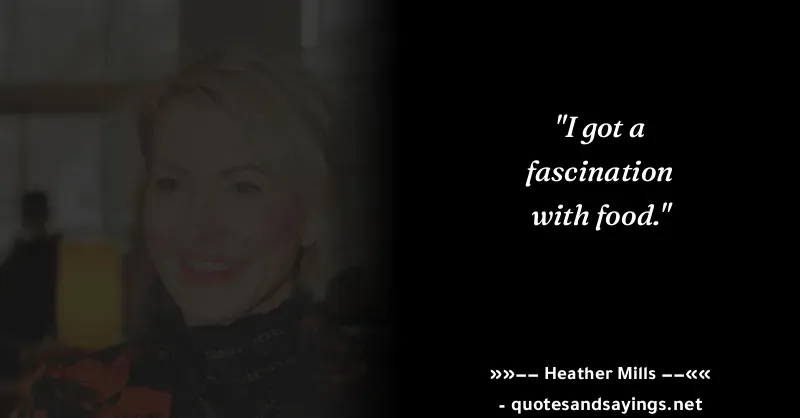 "I got a
fascination
with food."
»»−− Heather Mills −−««
- quotesandsayings.net